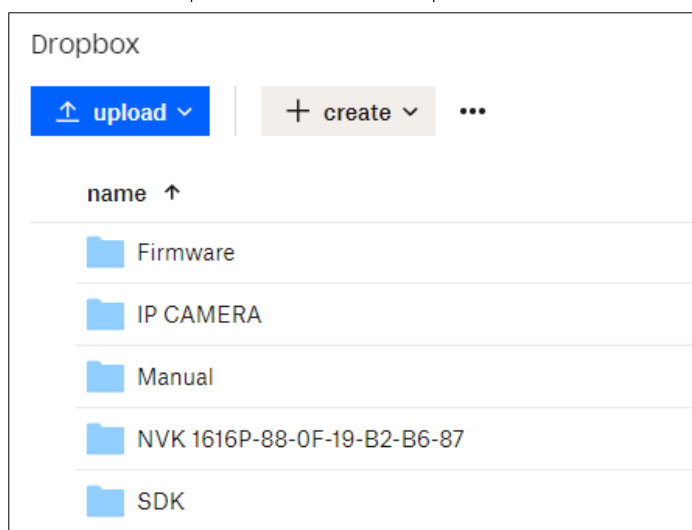 Dropbox
upload
+ create •••
name ↑
Firmware
IP CAMERA
Manual
NVK 1616P-88-0F-19-B2-B6-87
SDK